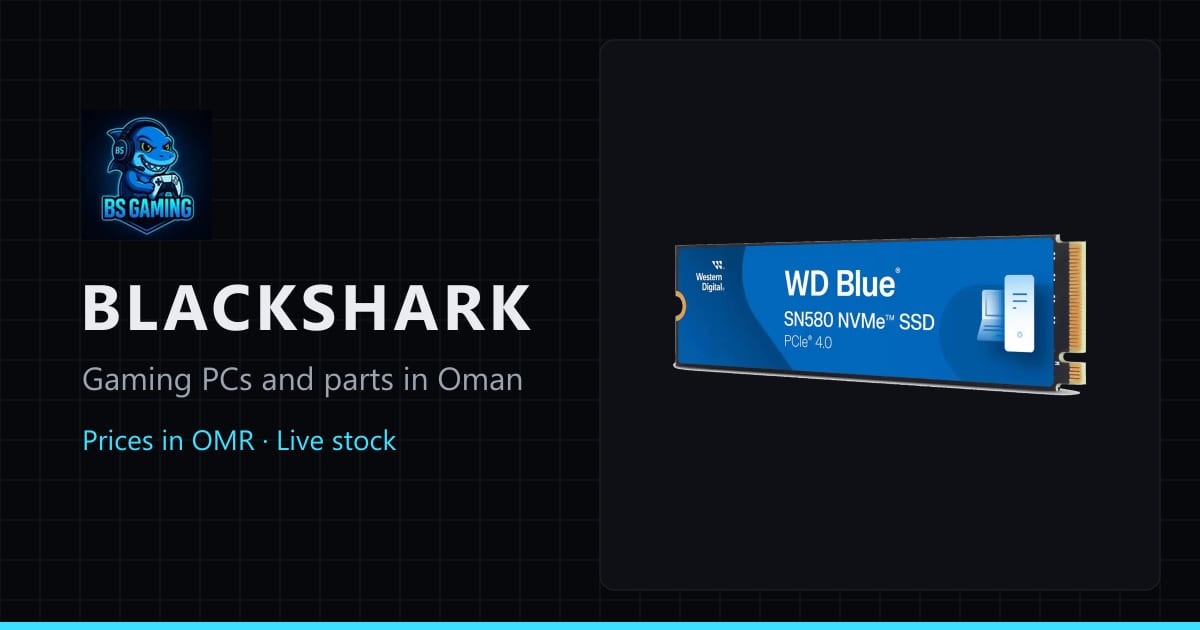 BS
BS GAMING
BLACKSHARK
Gaming PCs and parts in Oman
Prices in OMR · Live stock
Western
Digital®
WD Blue®
SN580 NVMe™ SSD
PCIe® 4.0